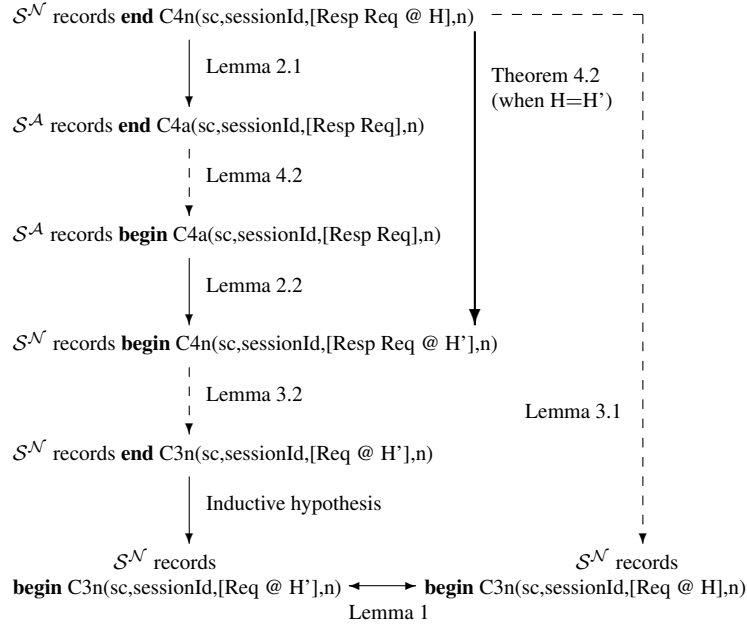 𝒮^𝒩 records end C4n(sc,sessionId,[Resp Req @ H],n)
Lemma 2.1
Theorem 4.2
(when H=H')
𝒮^𝒜 records end C4a(sc,sessionId,[Resp Req],n)
Lemma 4.2
𝒮^𝒜 records begin C4a(sc,sessionId,[Resp Req],n)
Lemma 2.2
𝒮^𝒩 records begin C4n(sc,sessionId,[Resp Req @ H'],n)
Lemma 3.2
Lemma 3.1
𝒮^𝒩 records end C3n(sc,sessionId,[Req @ H'],n)
Inductive hypothesis
𝒮^𝒩 records
begin C3n(sc,sessionId,[Req @ H'],n)
𝒮^𝒩 records
begin C3n(sc,sessionId,[Req @ H],n)
Lemma 1